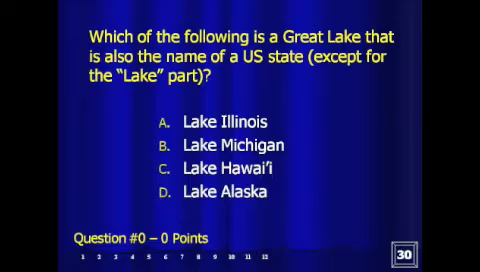 Which of the following is a Great Lake that
is also the name of a US state (except for
the “Lake” part)?
A. Lake Illinois
B. Lake Michigan
C. Lake Hawai’i
D. Lake Alaska
Question #0 – 0 Points
1 2 3 4 5 6 7 8 9 10 11 12
30